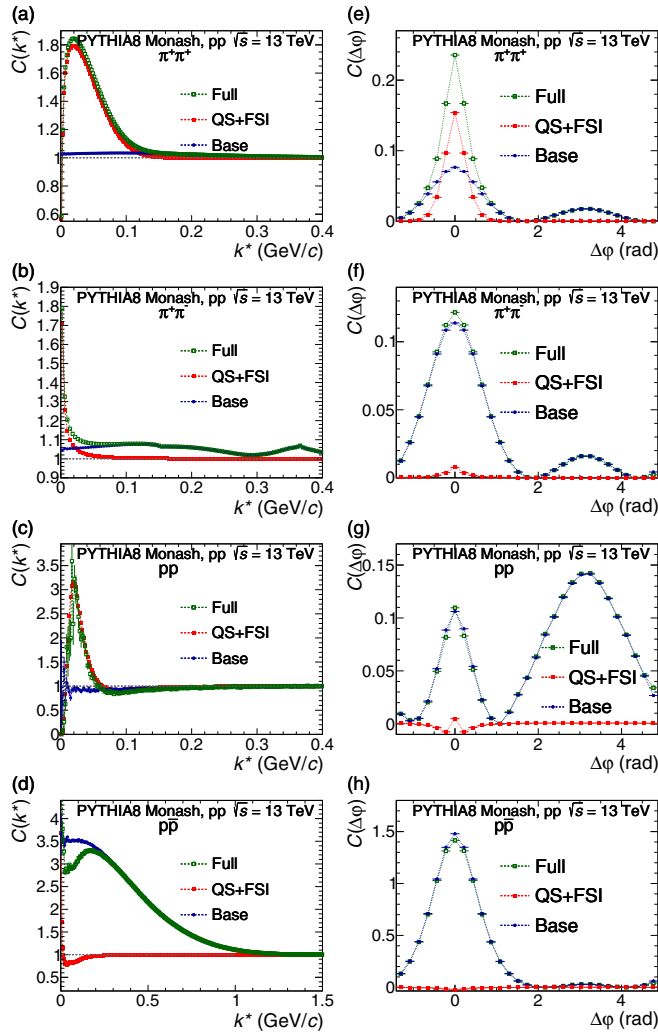 (a)
C(k*)
PYTHIA8 Monash, pp √s = 13 TeV
π⁺π⁺
Full
QS+FSI
Base
1.8
1.6
1.4
1.2
1
1
0.8
0.6
0 0.1 0.2 0.3 0.4
k* (GeV/c)
(e)
C(Δφ)
PYTHIA8 Monash, pp √s = 13 TeV
π⁺π⁺
Full
QS+FSI
Base
0.2
0.1
0
0 2 4
Δφ (rad)
(b)
C(k*)
PYTHIA8 Monash, pp √s = 13 TeV
π⁺π⁻
Full
QS+FSI
Base
1.9
1.8
1.7
1.6
1.5
1.4
1.3
1.2
1.1
1
1
0.9
0 0.1 0.2 0.3 0.4
k* (GeV/c)
(f)
C(Δφ)
PYTHIA8 Monash, pp √s = 13 TeV
π⁺π⁻
Full
QS+FSI
Base
0.1
0.05
0
0 2 4
Δφ (rad)
(c)
C(k*)
PYTHIA8 Monash, pp √s = 13 TeV
pp
Full
QS+FSI
Base
3.5
3
2.5
2
1.5
1
1
0.5
0
0 0.1 0.2 0.3 0.4
k* (GeV/c)
(g)
C(Δφ)
PYTHIA8 Monash, pp √s = 13 TeV
pp
Full
QS+FSI
Base
0.15
0.1
0.05
0
0 2 4
Δφ (rad)
(d)
C(k*)
PYTHIA8 Monash, pp √s = 13 TeV
pp̅
Full
QS+FSI
Base
4
3.5
3
2.5
2
1.5
1
1
0.5
0 0.5 1 1.5
k* (GeV/c)
(h)
C(Δφ)
PYTHIA8 Monash, pp √s = 13 TeV
pp̅
Full
QS+FSI
Base
1.5
1
0.5
0
0 2 4
Δφ (rad)